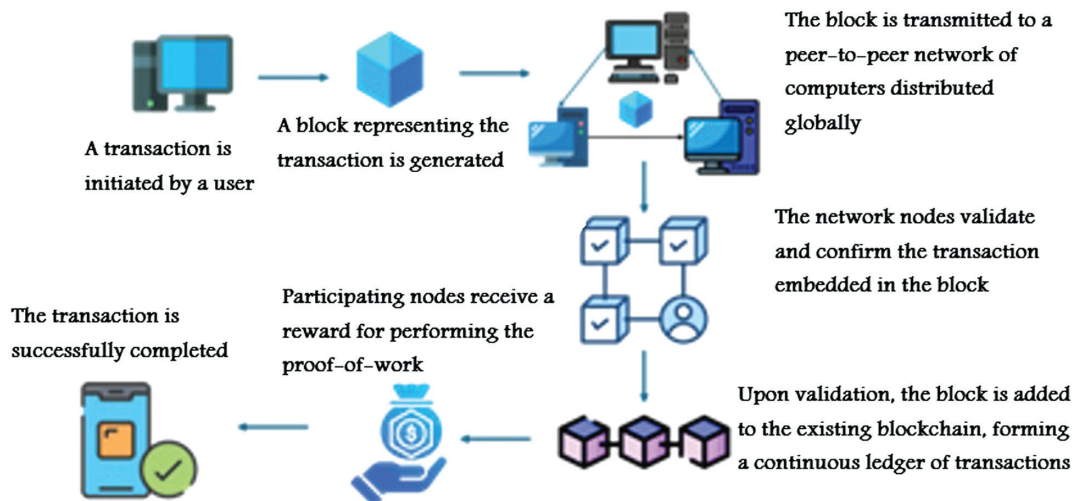 A transaction is
initiated by a user
A block representing the
transaction is generated
The block is transmitted to a
peer-to-peer network of
computers distributed
globally
The network nodes validate
and confirm the transaction
embedded in the block
Upon validation, the block is added
to the existing blockchain, forming
a continuous ledger of transactions
Participating nodes receive a
reward for performing the
proof-of-work
$
The transaction is
successfully completed